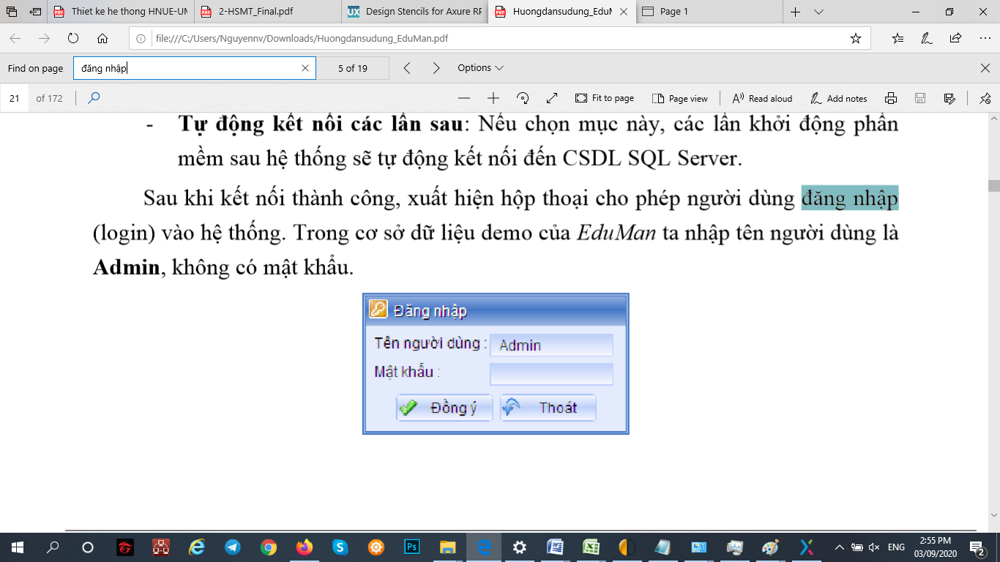 Thiet ke he thong HNUE-UN
2-HSMT_Final.pdf
Design Stencils for Axure RP
Huongdansudung_EduM
Page 1
file:///C:/Users/Nguyennv/Downloads/Huongdansudung_EduMan.pdf
Find on page
đăng nhập
5 of 19
Options
21
of 172
Fit to page
Page view
Read aloud
Add notes
- Tự động kết nối các lần sau: Nếu chọn mục này, các lần khởi động phần
mềm sau hệ thống sẽ tự động kết nối đến CSDL SQL Server.
Sau khi kết nối thành công, xuất hiện hộp thoại cho phép người dùng đăng nhập
(login) vào hệ thống. Trong cơ sở dữ liệu demo của EduMan ta nhập tên người dùng là
Admin, không có mật khẩu.
Đăng nhập
Tên người dùng : Admin
Mật khẩu :
Đồng ý
Thoát
ENG
2:55 PM
03/09/2020
2